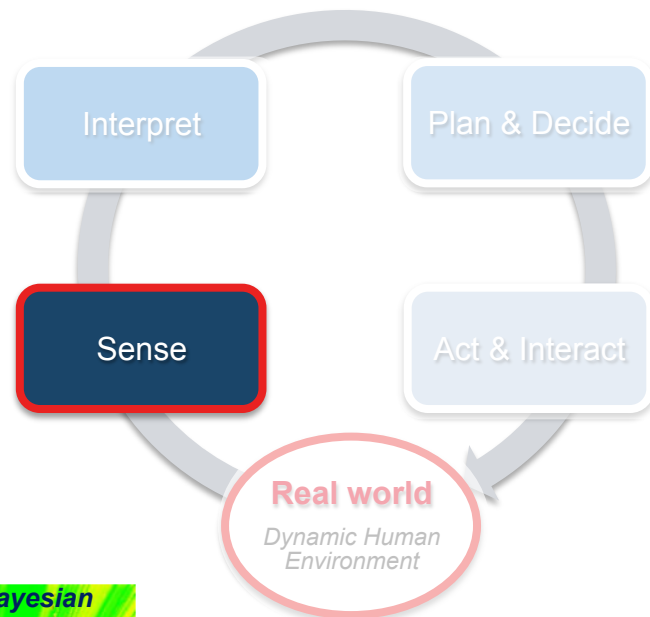 Interpret
Plan & Decide
Sense
Act & Interact
Real world
Dynamic Human
Environment
ayesian